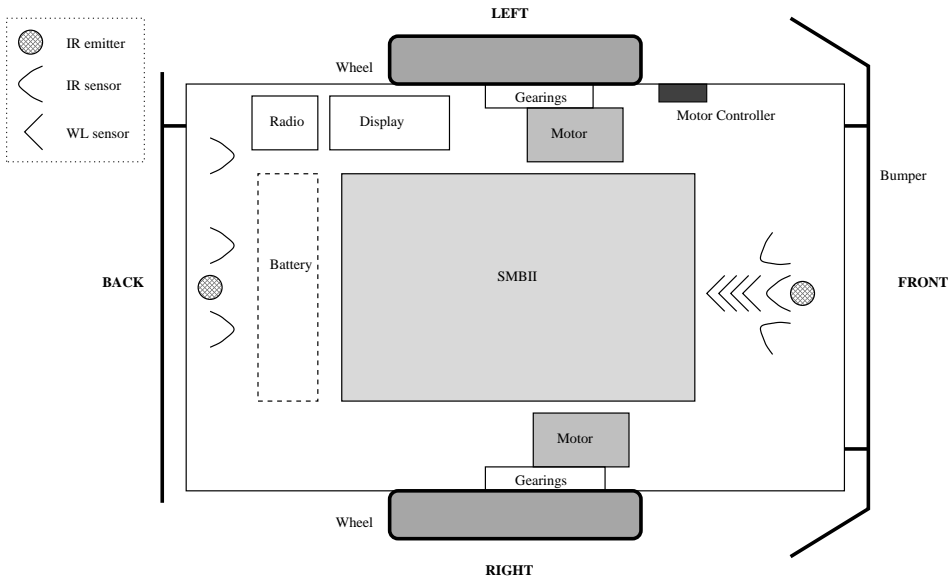 LEFT
IR emitter
IR sensor
WL sensor
Wheel
Gearings
Radio
Display
Motor
Motor Controller
Bumper
BACK
Battery
SMBII
FRONT
Motor
Gearings
Wheel
RIGHT